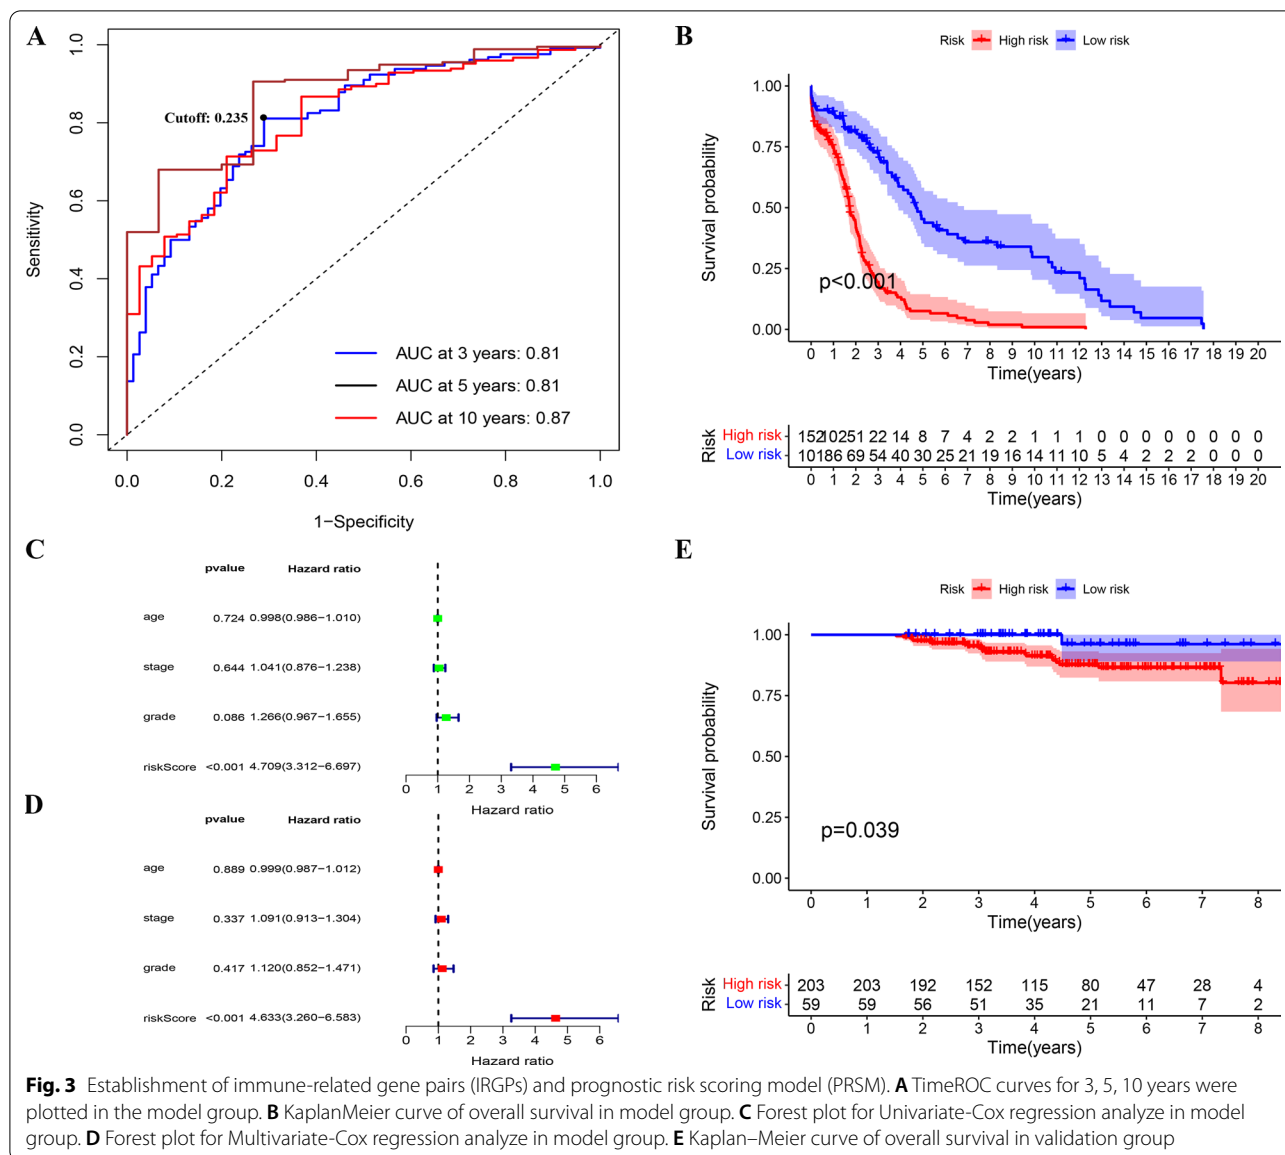 A
1.0
0.8
0.6
0.4
0.2
0.0
Sensitivity
Cutoff: 0.235
AUC at 3 years: 0.81
AUC at 5 years: 0.81
AUC at 10 years: 0.87
0.0 0.2 0.4 0.6 0.8 1.0
1−Specificity
B
Risk High risk Low risk
1.00
0.75
0.50
0.25
0.00
Survival probability
p<0.001
0 1 2 3 4 5 6 7 8 9 10 11 12 13 14 15 16 17 18 19 20
Time(years)
Risk
High risk 152 102 51 22 14 8 7 4 2 2 1 1 1 0 0 0 0 0 0 0 0
Low risk 101 86 69 54 40 30 25 21 19 16 14 11 10 5 4 2 2 2 0 0 0
0 1 2 3 4 5 6 7 8 9 10 11 12 13 14 15 16 17 18 19 20
Time(years)
C
pvalue Hazard ratio
age 0.724 0.998(0.986−1.010)
stage 0.644 1.041(0.876−1.238)
grade 0.086 1.266(0.967−1.655)
riskScore <0.001 4.709(3.312−6.697)
0 1 2 3 4 5 6
Hazard ratio
D
pvalue Hazard ratio
age 0.889 0.999(0.987−1.012)
stage 0.337 1.091(0.913−1.304)
grade 0.417 1.120(0.852−1.471)
riskScore <0.001 4.633(3.260−6.583)
0 1 2 3 4 5 6
Hazard ratio
E
Risk High risk Low risk
1.00
0.75
0.50
0.25
0.00
Survival probability
p=0.039
0 1 2 3 4 5 6 7 8
Time(years)
Risk
High risk 203 203 192 152 115 80 47 28 4
Low risk 59 59 56 51 35 21 11 7 2
0 1 2 3 4 5 6 7 8
Time(years)
Fig. 3 Establishment of immune-related gene pairs (IRGPs) and prognostic risk scoring model (PRSM). A TimeROC curves for 3, 5, 10 years were
plotted in the model group. B KaplanMeier curve of overall survival in model group. C Forest plot for Univariate-Cox regression analyze in model
group. D Forest plot for Multivariate-Cox regression analyze in model group. E Kaplan–Meier curve of overall survival in validation group